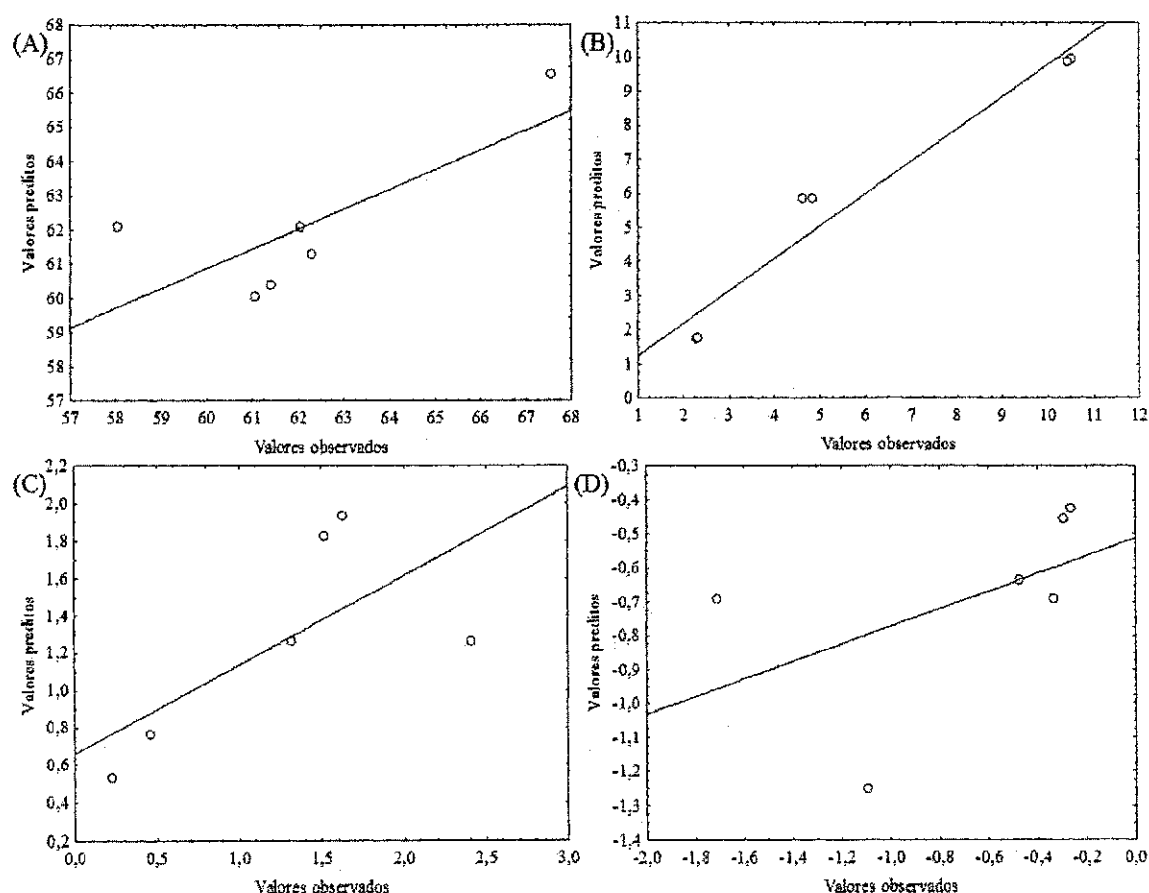 (A)
68
67
66
65
64
63
62
61
60
59
58
57
Valores preditos
57 58 59 60 61 62 63 64 65 66 67 68
Valores observados
(B)
11
10
9
8
7
6
5
4
3
2
1
0
Valores preditos
1 2 3 4 5 6 7 8 9 10 11 12
Valores observados
(C)
2,2
2,0
1,8
1,6
1,4
1,2
1,0
0,8
0,6
0,4
0,2
Valores preditos
0,0 0,5 1,0 1,5 2,0 2,5 3,0
Valores observados
(D)
-0,3
-0,4
-0,5
-0,6
-0,7
-0,8
-0,9
-1,0
-1,1
-1,2
-1,3
-1,4
Valores preditos
-2,0 -1,8 -1,6 -1,4 -1,2 -1,0 -0,8 -0,6 -0,4 -0,2 0,0
Valores observados